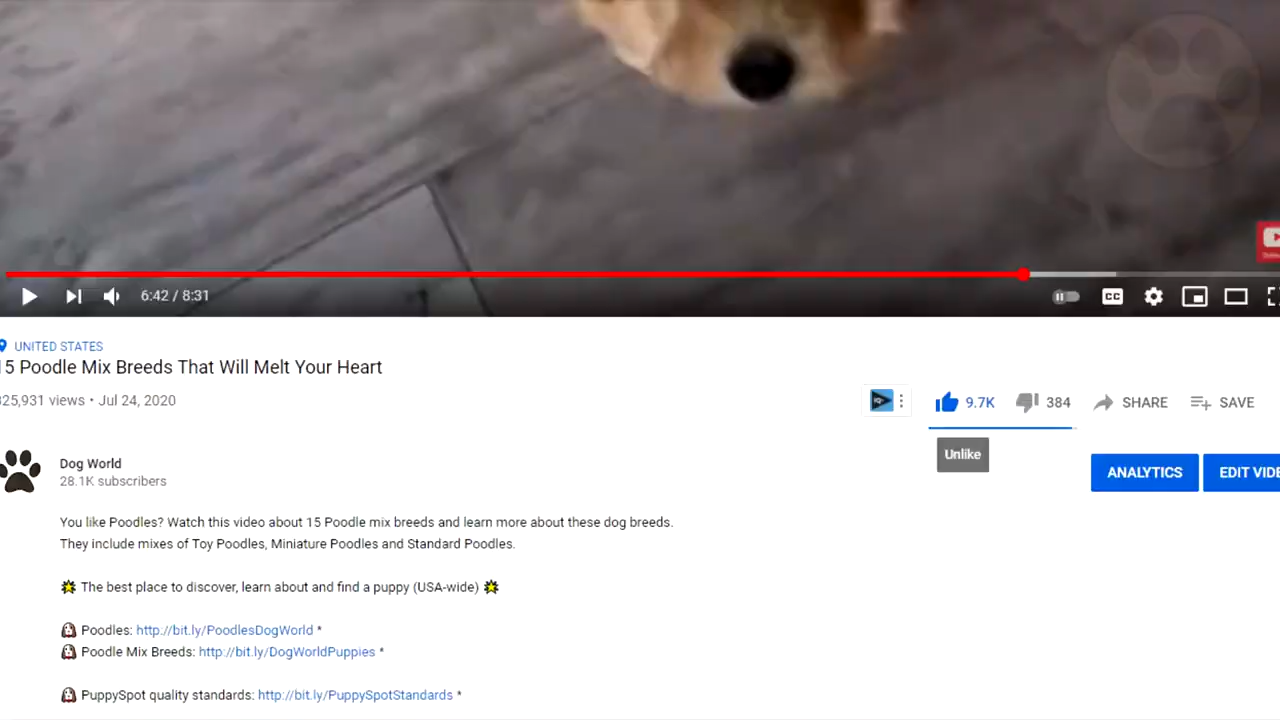 6:42 / 8:31
CC
UNITED STATES
15 Poodle Mix Breeds That Will Melt Your Heart
325,931 views • Jul 24, 2020
9.7K
384
SHARE
SAVE
Unlike
Dog World
28.1K subscribers
ANALYTICS
EDIT VIDE
You like Poodles? Watch this video about 15 Poodle mix breeds and learn more about these dog breeds.
They include mixes of Toy Poodles, Miniature Poodles and Standard Poodles.
🌟 The best place to discover, learn about and find a puppy (USA-wide) 🌟
🐶 Poodles: http://bit.ly/PoodlesDogWorld *
🐶 Poodle Mix Breeds: http://bit.ly/DogWorldPuppies *
🐶 PuppySpot quality standards: http://bit.ly/PuppySpotStandards *